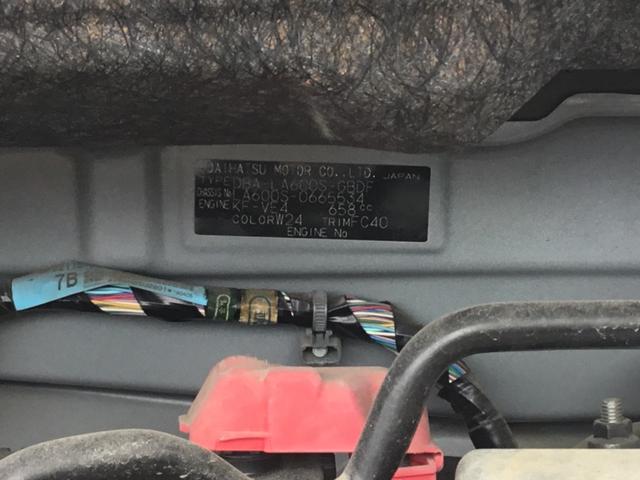 DAIHATSU MOTOR CO.,LTD. JAPAN
TYPE DBA-LA600S-GBDF
CHASSIS No LA600S-0665534
ENGINE KF-VE4 658cc
COLOR W24 TRIM FC40
ENGINE No
7B